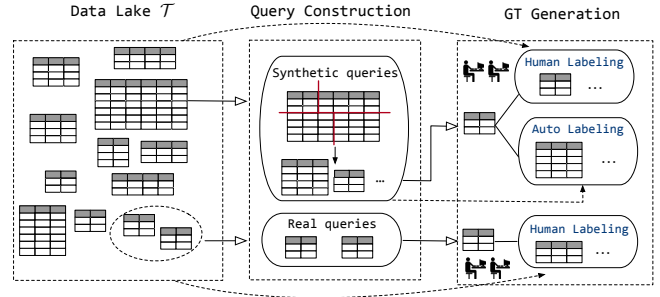 Data Lake 𝒯
Query Construction
GT Generation
Synthetic queries
...
Real queries
Human Labeling
...
Auto Labeling
...
Human Labeling
...